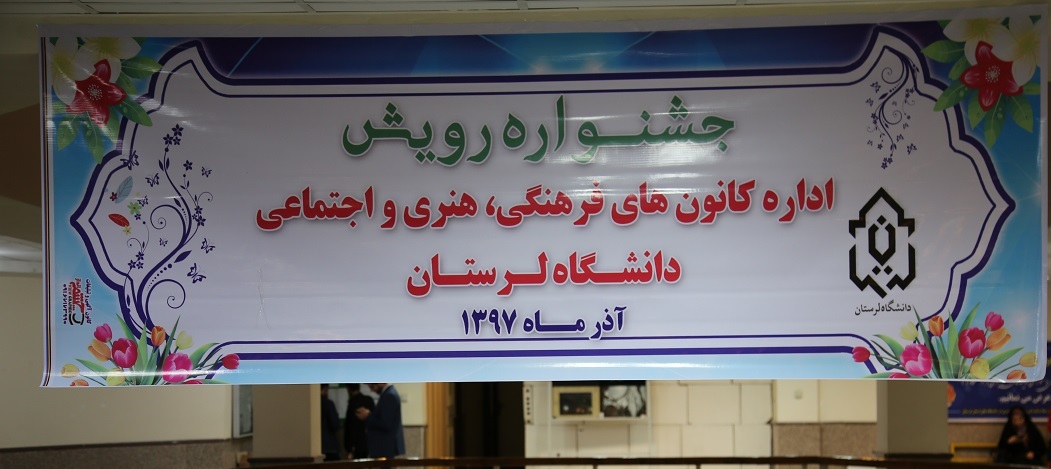 جشنواره رویش
اداره کانون های فرهنگی، هنری و اجتماعی
دانشگاه لرستان
آذر ماه ۱۳۹۷
دانشگاه لرستان